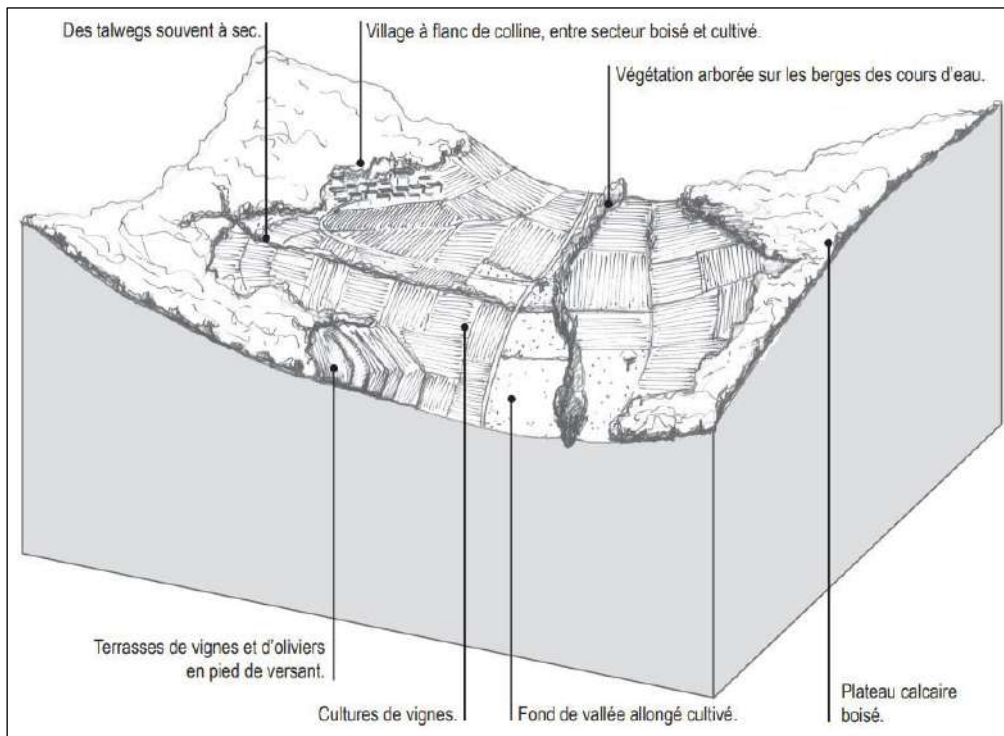 Des talwegs souvent à sec.
Village à flanc de colline, entre secteur boisé et cultivé.
Végétation arborée sur les berges des cours d'eau.
Terrasses de vignes et d'oliviers
en pied de versant.
Cultures de vignes.
Fond de vallée allongé cultivé.
Plateau calcaire
boisé.